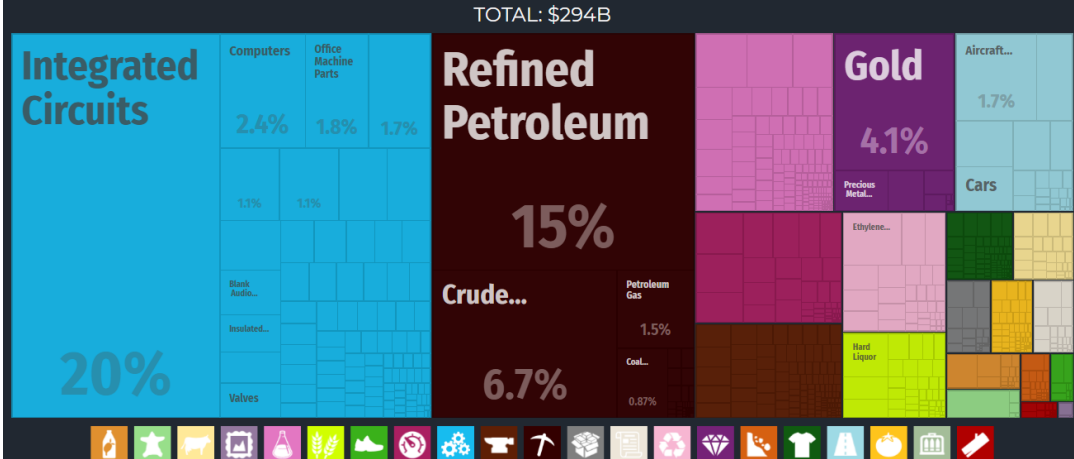 TOTAL: $294B
Integrated
Circuits
20%
Computers
2.4%
Office
Machine
Parts
1.8%
1.7%
1.1%
1.1%
Blank
Audio...
Insulated...
Valves
Refined
Petroleum
15%
Crude...
6.7%
Petroleum
Gas
1.5%
Coal...
0.87%
Gold
4.1%
Precious
Metal...
Aircraft...
1.7%
Cars
Ethylene...
Hard
Liquor